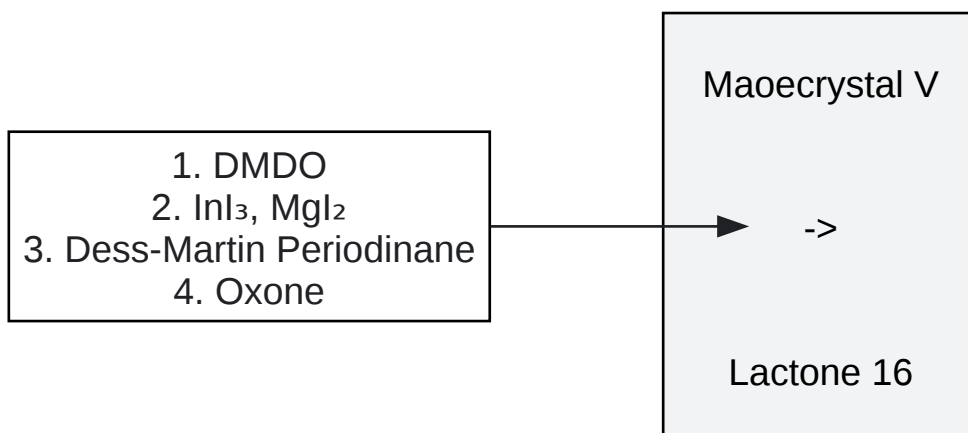 1. DMDO
2. InI₃, MgI₂
3. Dess-Martin Periodinane
4. Oxone
Maoecrystal V
->
Lactone 16